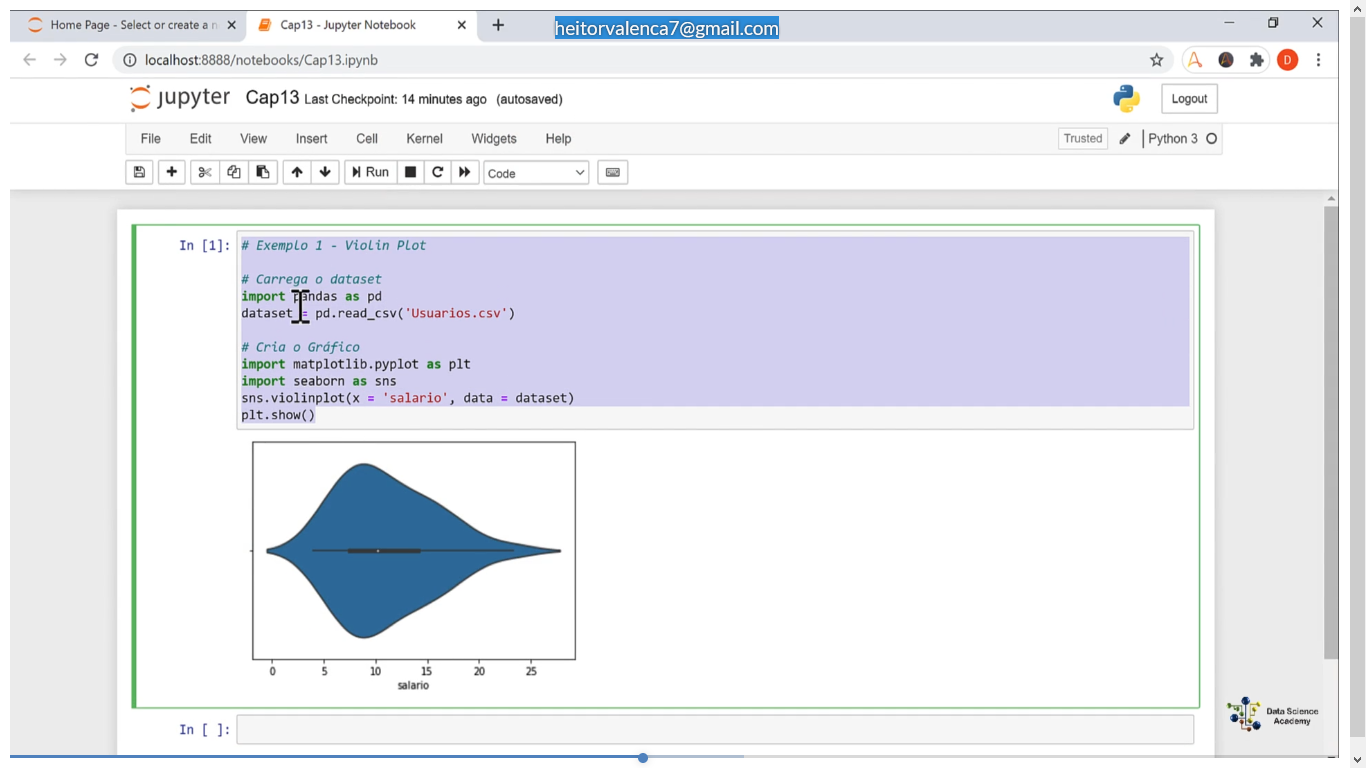 Home Page - Select or create a n
Cap13 - Jupyter Notebook
heitorvalenca7@gmail.com
localhost:8888/notebooks/Cap13.ipynb
D
jupyter Cap13 Last Checkpoint: 14 minutes ago (autosaved)
Logout
File Edit View Insert Cell Kernel Widgets Help
Trusted
Python 3
Run
Code
In [1]:
# Exemplo 1 - Violin Plot
# Carrega o dataset
import pandas as pd
dataset = pd.read_csv('Usuarios.csv')
# Cria o Gráfico
import matplotlib.pyplot as plt
import seaborn as sns
sns.violinplot(x = 'salario', data = dataset)
plt.show()
0 5 10 15 20 25
salario
Data Science
Academy
In [ ]: